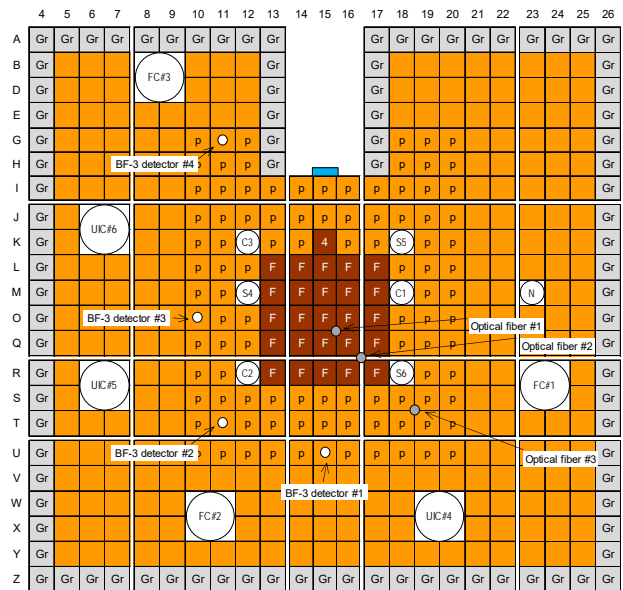 4 5 6 7 8 9 10 11 12 13 14 15 16 17 18 19 20 21 22 23 24 25 26
A Gr Gr Gr Gr Gr Gr Gr Gr Gr Gr Gr Gr Gr Gr Gr Gr Gr Gr Gr Gr
B Gr Gr Gr Gr
FC#3
D Gr Gr Gr Gr
E Gr Gr Gr Gr
G Gr p p Gr Gr p p p Gr
BF-3 detector #4
H Gr p p Gr Gr p p p Gr
I Gr p p p p p p p p p p p Gr
J Gr p p p p p p p p p p p Gr
UIC#6
K Gr p p C3 p p 4 p p S5 p p Gr
L Gr p p p F F F F F p p p Gr
M Gr p p S4 F F F F F C1 p p N Gr
O Gr BF-3 detector #3 p p F F F F F p p p Gr
Optical fiber #1
Q Gr p p p F F F F F p p p Gr
Optical fiber #2
R Gr p p C2 F F F F F S6 p p Gr
UIC#5
FC#1
S Gr p p p p p p p p p p p Gr
T Gr p p p p p p p p p p Gr
U Gr BF-3 detector #2 p p p p p p p p p Gr
Optical fiber #3
V Gr Gr
BF-3 detector #1
W Gr Gr
FC#2 UIC#4
X Gr Gr
Y Gr Gr
Z Gr Gr Gr Gr Gr Gr Gr Gr Gr Gr Gr Gr Gr Gr Gr Gr Gr Gr Gr Gr Gr Gr Gr